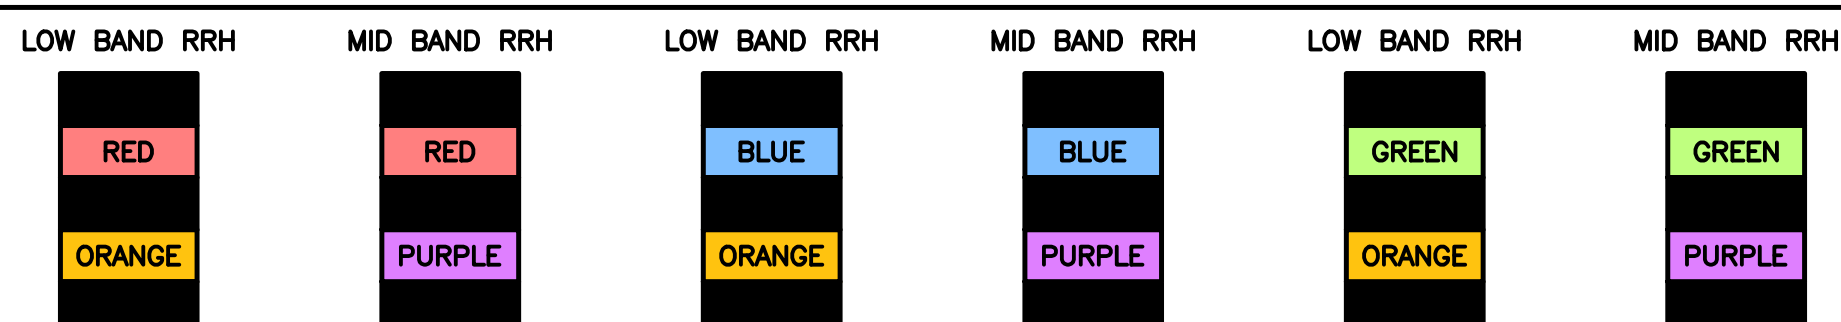 LOW BAND RRH MID BAND RRH LOW BAND RRH MID BAND RRH LOW BAND RRH MID BAND RRH
RED RED BLUE BLUE GREEN GREEN
ORANGE PURPLE ORANGE PURPLE ORANGE PURPLE